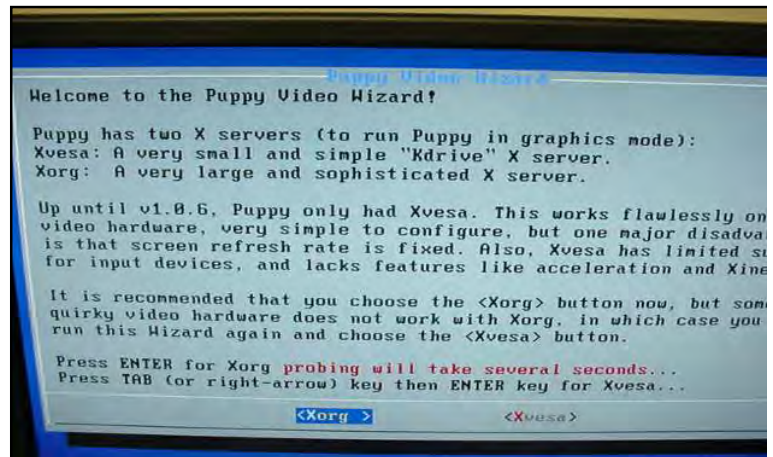 Puppy Video Wizard
Welcome to the Puppy Video Wizard!
Puppy has two X servers (to run Puppy in graphics mode):
Xvesa: A very small and simple "Kdrive" X server.
Xorg: A very large and sophisticated X server.
Up until v1.0.6, Puppy only had Xvesa. This works flawlessly on
video hardware, very simple to configure, but one major disadva
is that screen refresh rate is fixed. Also, Xvesa has limited su
for input devices, and lacks features like acceleration and Xine
It is recommended that you choose the <Xorg> button now, but som
quirky video hardware does not work with Xorg, in which case you
run this Wizard again and choose the <Xvesa> button.
Press ENTER for Xorg probing will take several seconds...
Press TAB (or right-arrow) key then ENTER key for Xvesa...
<Xorg > <Xvesa>